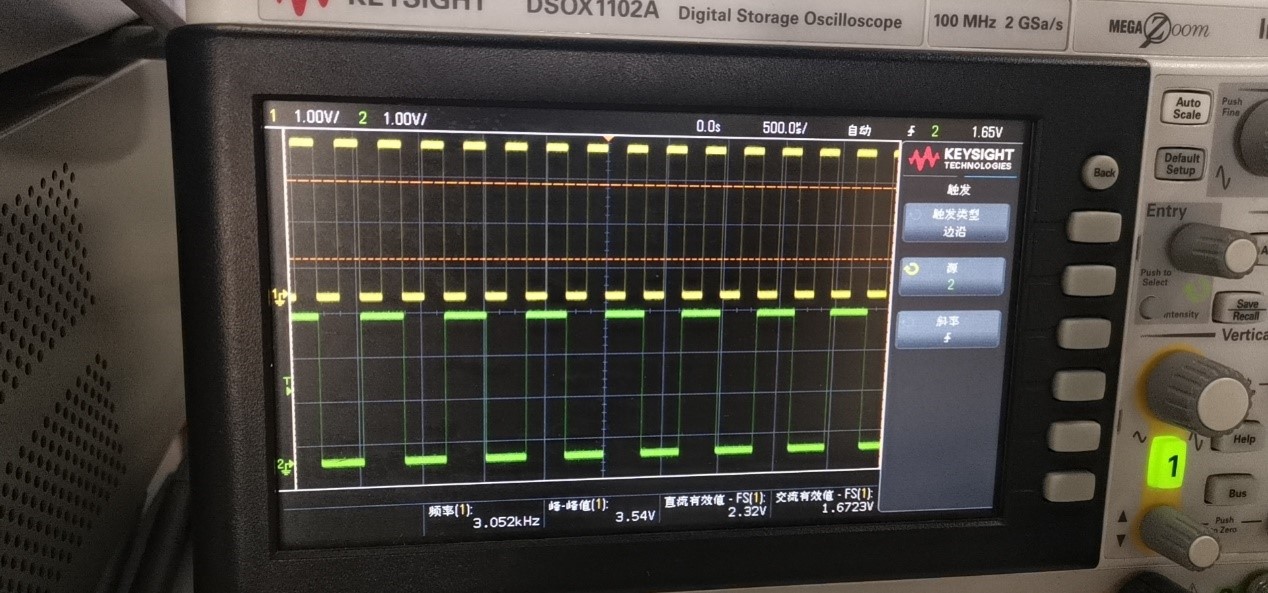 KEYSIGHT DSOX1102A Digital Storage Oscilloscope 100 MHz 2 GSa/s MEGA Zoom
1 1.00V/ 2 1.00V/ 0.0s 500.0us/ 自动 2 1.65V
KEYSIGHT
TECHNOLOGIES
触发
触发类型
边沿
源
2
斜率
1
T
2
频率(1):
3.052kHz
峰-峰值(1):
3.54V
直流有效值 - FS(1):
2.32V
交流有效值 - FS(1):
1.6723V
Auto
Scale
Push
Fine
Default
Setup
Back
Entry
Push to
Select
Intensity
Save
Recall
Vertica
Help
1
Bus
Push
Zero